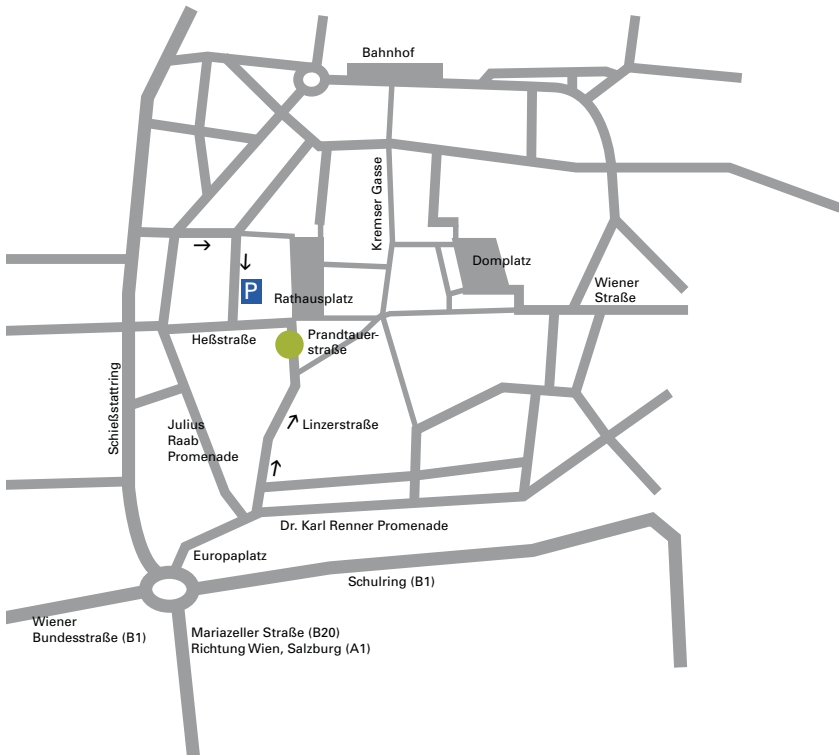 Bahnhof
Kremser Gasse
Domplatz
P
Rathausplatz
Wiener
Straße
Heßstraße
Prandtauer-
straße
Schießstattring
Julius
Raab
Promenade
Linzerstraße
Dr. Karl Renner Promenade
Europaplatz
Schulring (B1)
Wiener
Bundesstraße (B1)
Mariazeller Straße (B20)
Richtung Wien, Salzburg (A1)